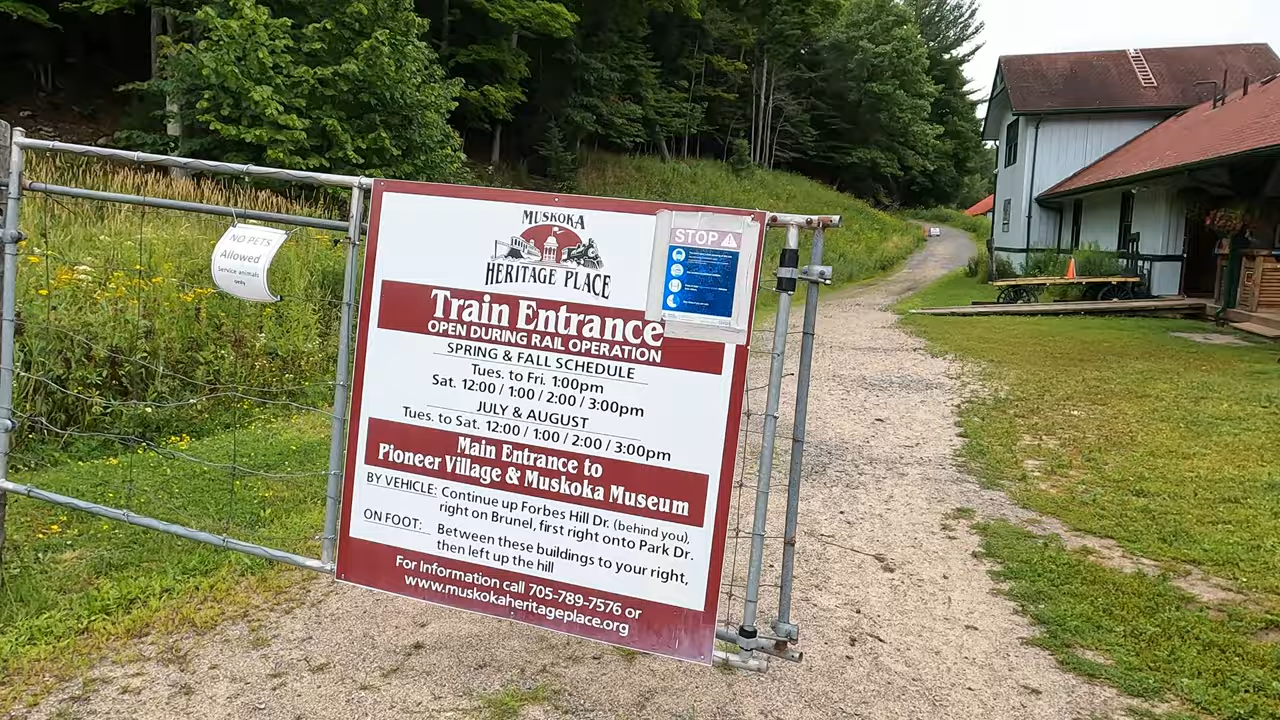 NO PETS
Allowed
Service animals
only
MUSKOKA
HERITAGE PLACE
STOP
Train Entrance
OPEN DURING RAIL OPERATION
SPRING & FALL SCHEDULE
Tues. to Fri. 1:00pm
Sat. 12:00 / 1:00 / 2:00 / 3:00pm
JULY & AUGUST
Tues. to Sat. 12:00 / 1:00 / 2:00 / 3:00pm
Main Entrance to
Pioneer Village & Muskoka Museum
BY VEHICLE: Continue up Forbes Hill Dr. (behind you),
right on Brunel, first right onto Park Dr.
ON FOOT: Between these buildings to your right,
then left up the hill
For Information call 705-789-7576 or
www.muskokaheritageplace.org